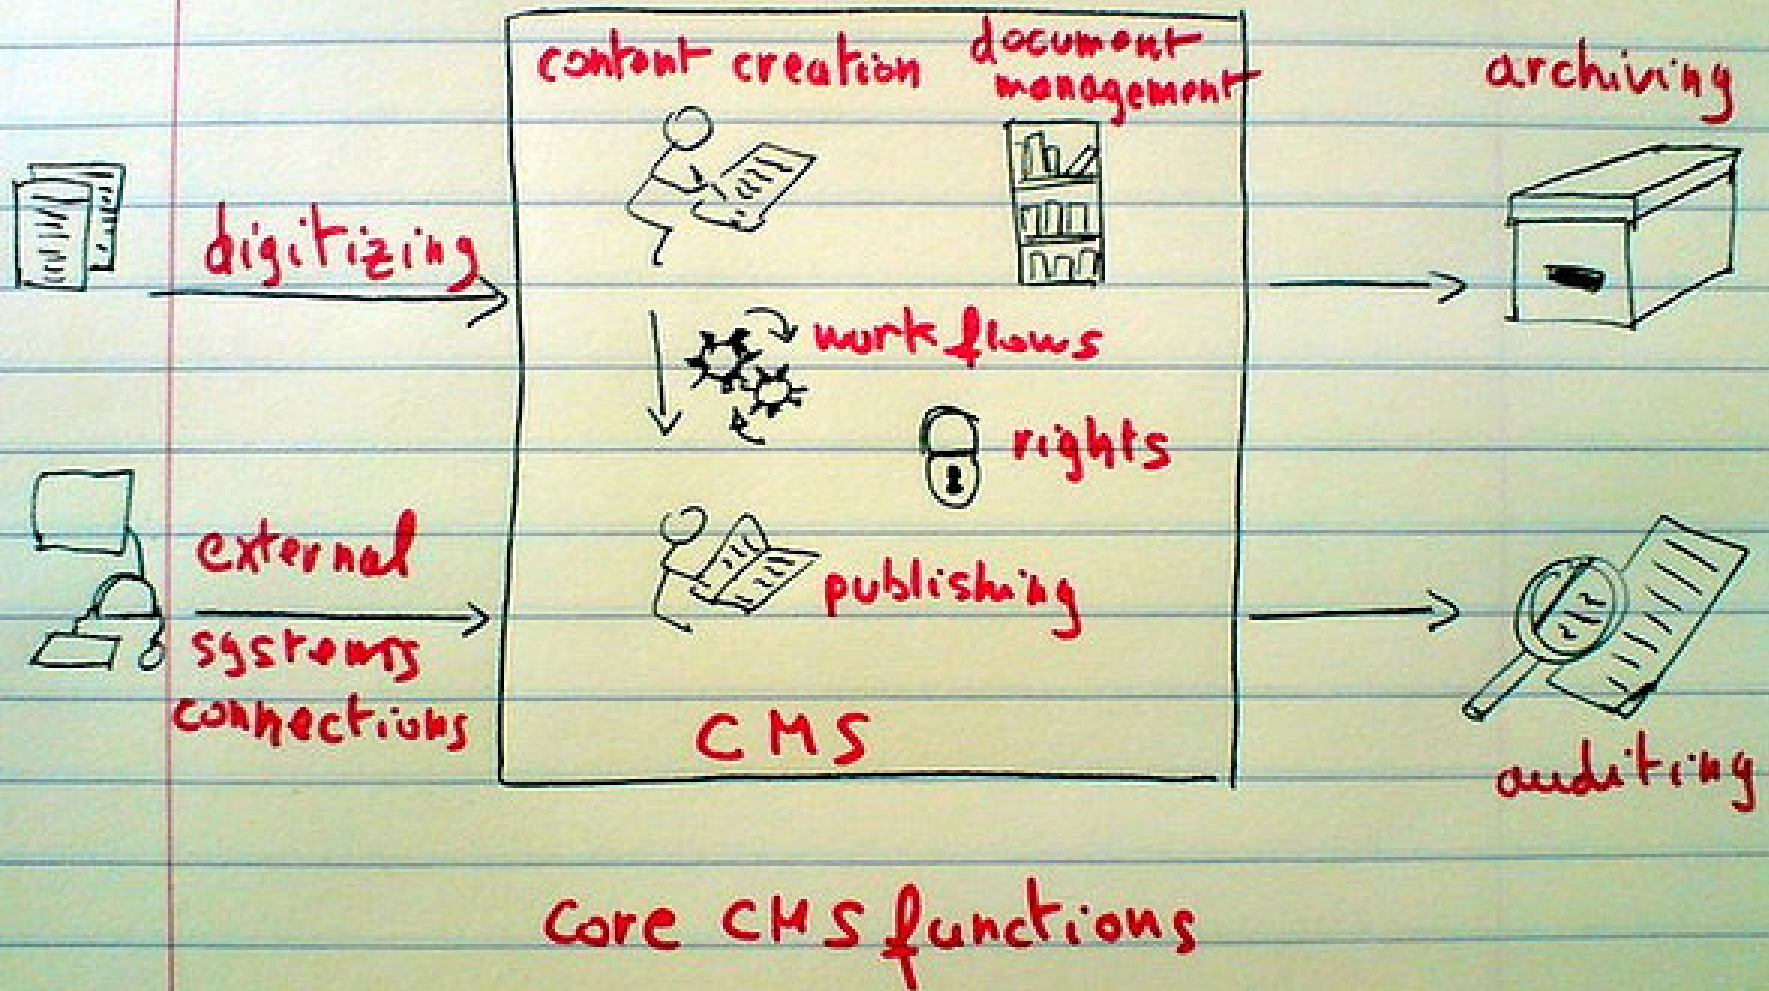 content creation
document
management
archiving
digitizing
workflows
rights
external
systems
connections
publishing
CMS
auditing
core CMS functions